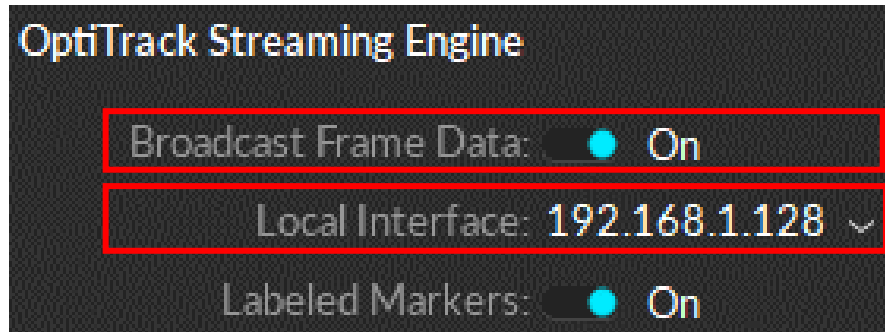 OptiTrack Streaming Engine
Broadcast Frame Data: On
Local Interface: 192.168.1.128
Labeled Markers: On